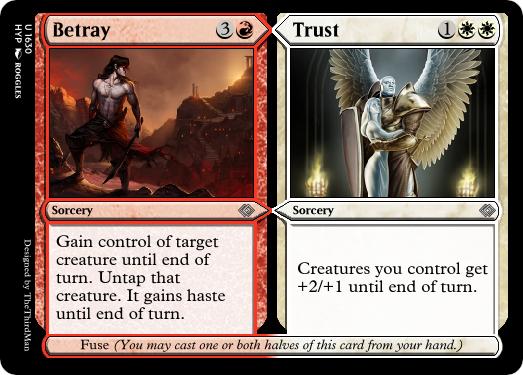 Betray 3
Sorcery
Gain control of target
creature until end of
turn. Untap that
creature. It gains haste
until end of turn.
Trust 1
Sorcery
Creatures you control get
+2/+1 until end of turn.
Fuse (You may cast one or both halves of this card from your hand.)
U 1630
HYP ROGGLES
Designed by TheThirdMan